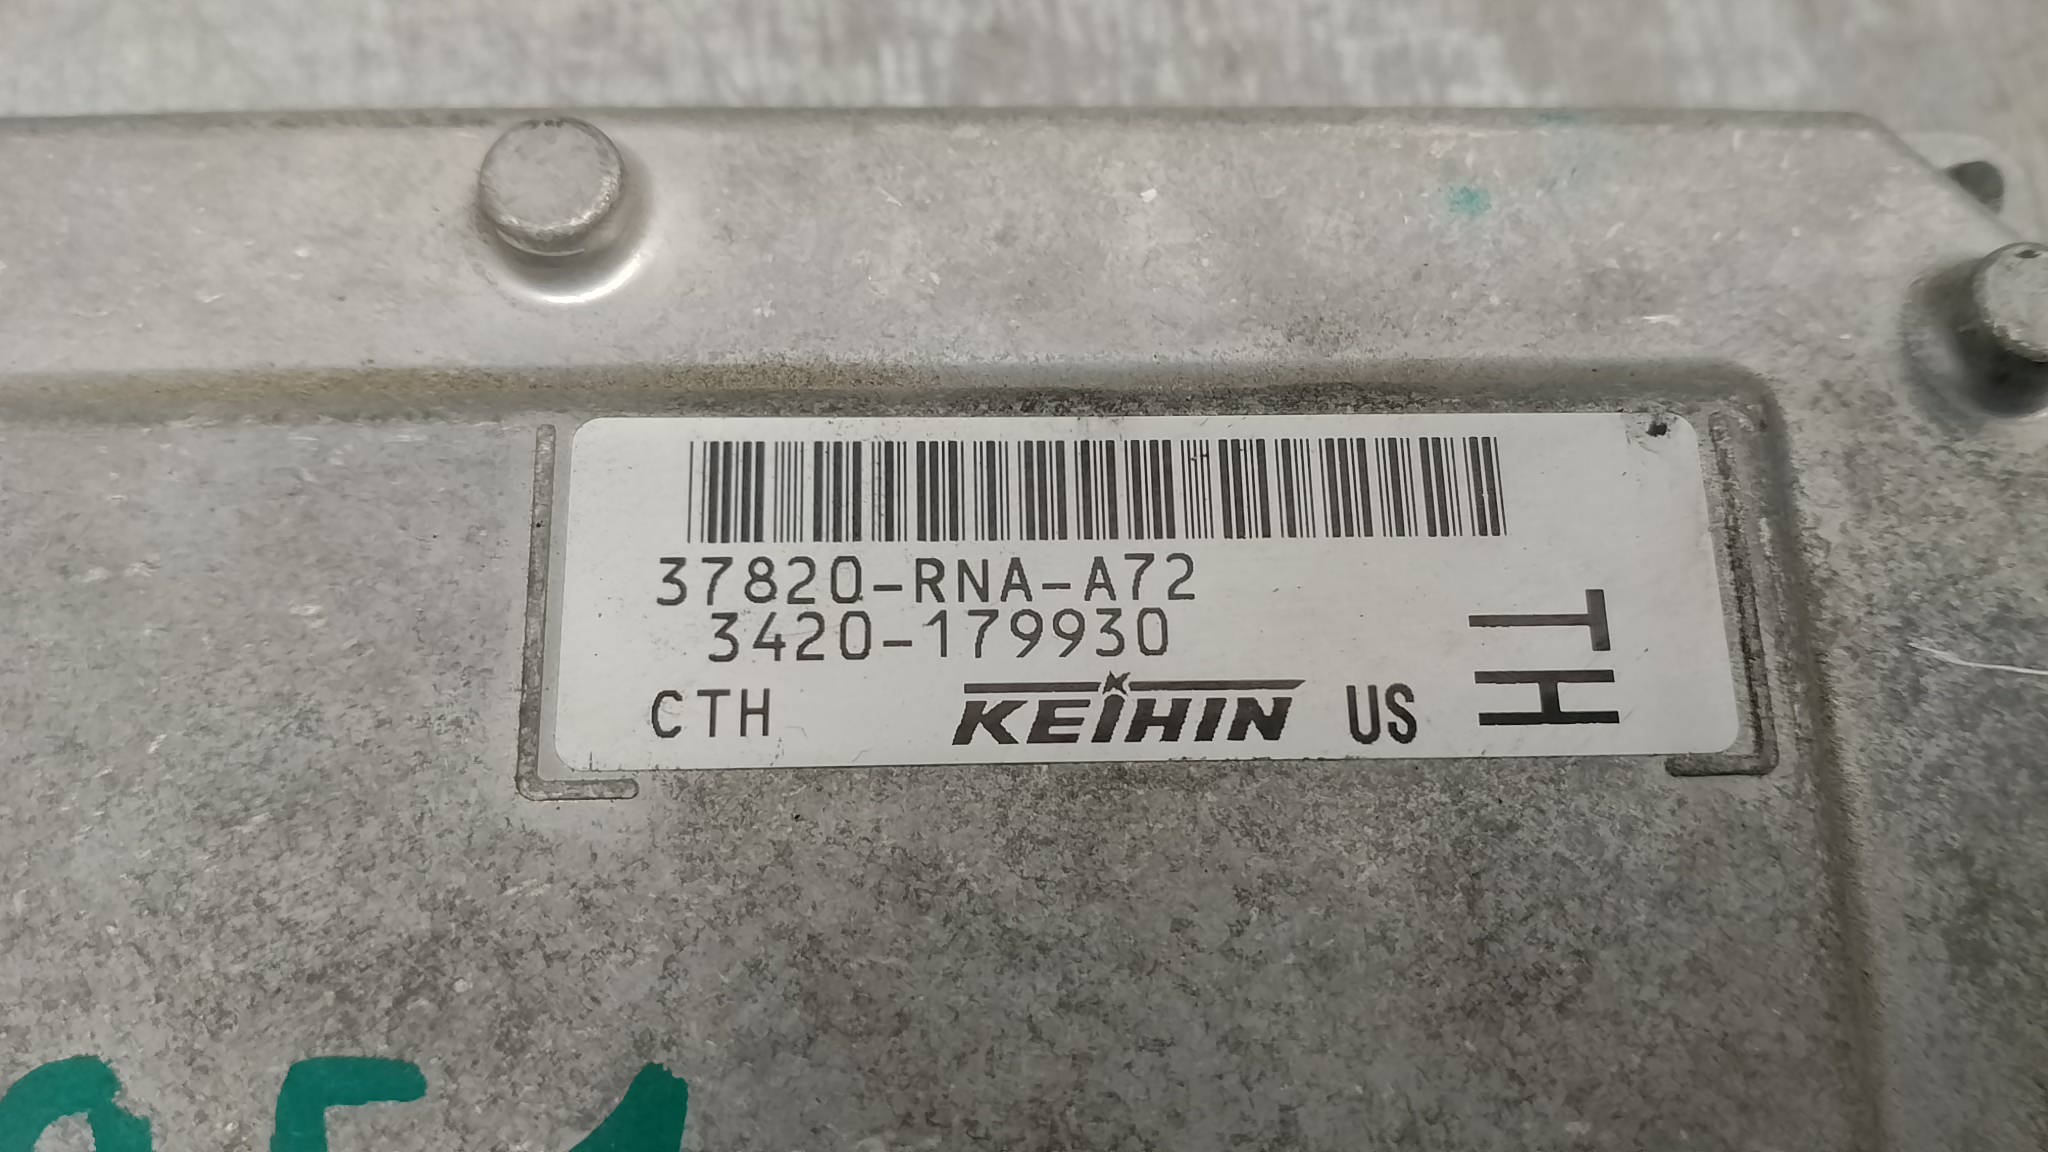 37820-RNA-A72
3420-179930
CTH KEIHIN US
TH